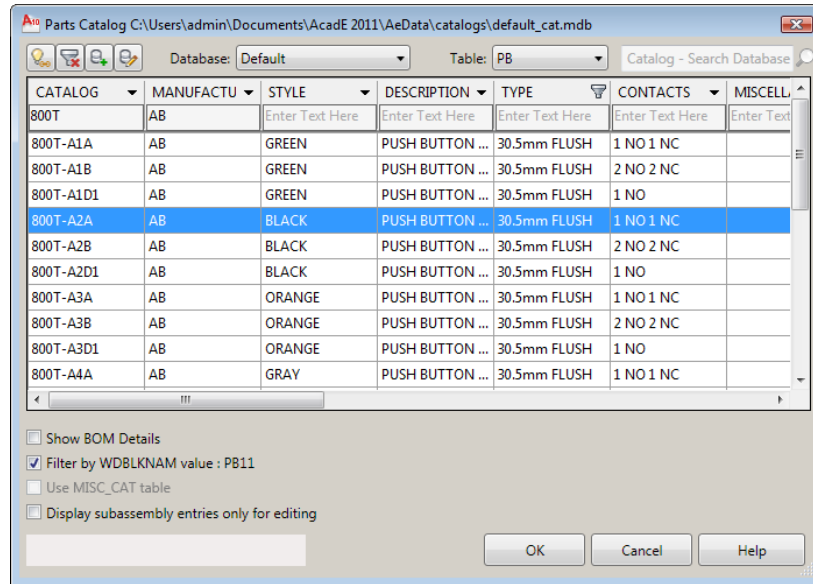 A10 Parts Catalog C:\Users\admin\Documents\AcadE 2011\AeData\catalogs\default_cat.mdb
Database: Default Table: PB Catalog - Search Database
CATALOG MANUFACTU STYLE DESCRIPTION TYPE CONTACTS MISCELL
800T AB Enter Text Here Enter Text Here Enter Text Here Enter Text Here Enter Text
800T-A1A AB GREEN PUSH BUTTON ... 30.5mm FLUSH 1 NO 1 NC
800T-A1B AB GREEN PUSH BUTTON ... 30.5mm FLUSH 2 NO 2 NC
800T-A1D1 AB GREEN PUSH BUTTON ... 30.5mm FLUSH 1 NO
800T-A2A AB BLACK PUSH BUTTON ... 30.5mm FLUSH 1 NO 1 NC
800T-A2B AB BLACK PUSH BUTTON ... 30.5mm FLUSH 2 NO 2 NC
800T-A2D1 AB BLACK PUSH BUTTON ... 30.5mm FLUSH 1 NO
800T-A3A AB ORANGE PUSH BUTTON ... 30.5mm FLUSH 1 NO 1 NC
800T-A3B AB ORANGE PUSH BUTTON ... 30.5mm FLUSH 2 NO 2 NC
800T-A3D1 AB ORANGE PUSH BUTTON ... 30.5mm FLUSH 1 NO
800T-A4A AB GRAY PUSH BUTTON ... 30.5mm FLUSH 1 NO 1 NC
Show BOM Details
Filter by WDBLKNAM value : PB11
Use MISC_CAT table
Display subassembly entries only for editing
OK Cancel Help